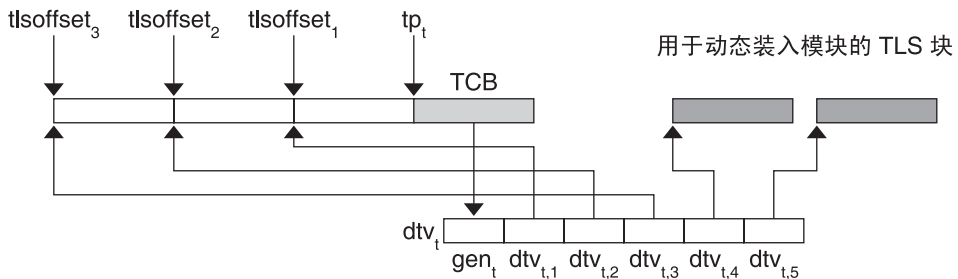 tlsoffset₃ tlsoffset₂ tlsoffset₁ tpₜ
用于动态装入模块的 TLS 块
TCB
dtvₜ
genₜ dtvₜ,₁ dtvₜ,₂ dtvₜ,₃ dtvₜ,₄ dtvₜ,₅